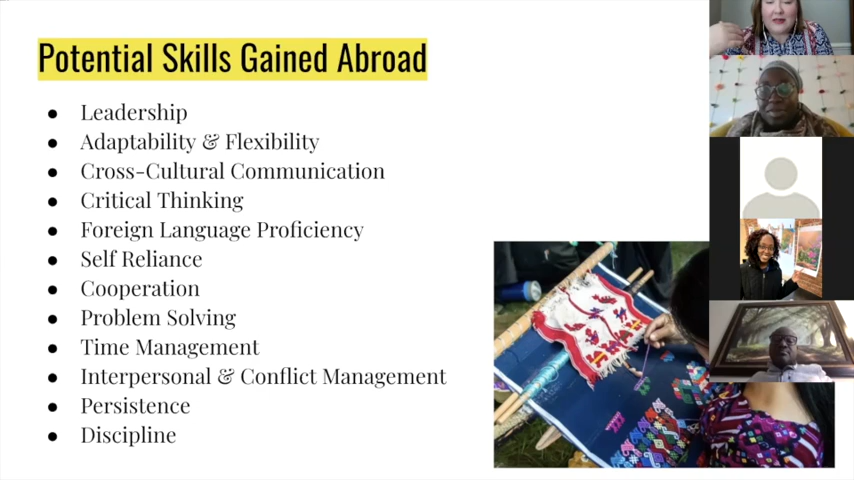 Potential Skills Gained Abroad
● Leadership
● Adaptability & Flexibility
● Cross-Cultural Communication
● Critical Thinking
● Foreign Language Proficiency
● Self Reliance
● Cooperation
● Problem Solving
● Time Management
● Interpersonal & Conflict Management
● Persistence
● Discipline